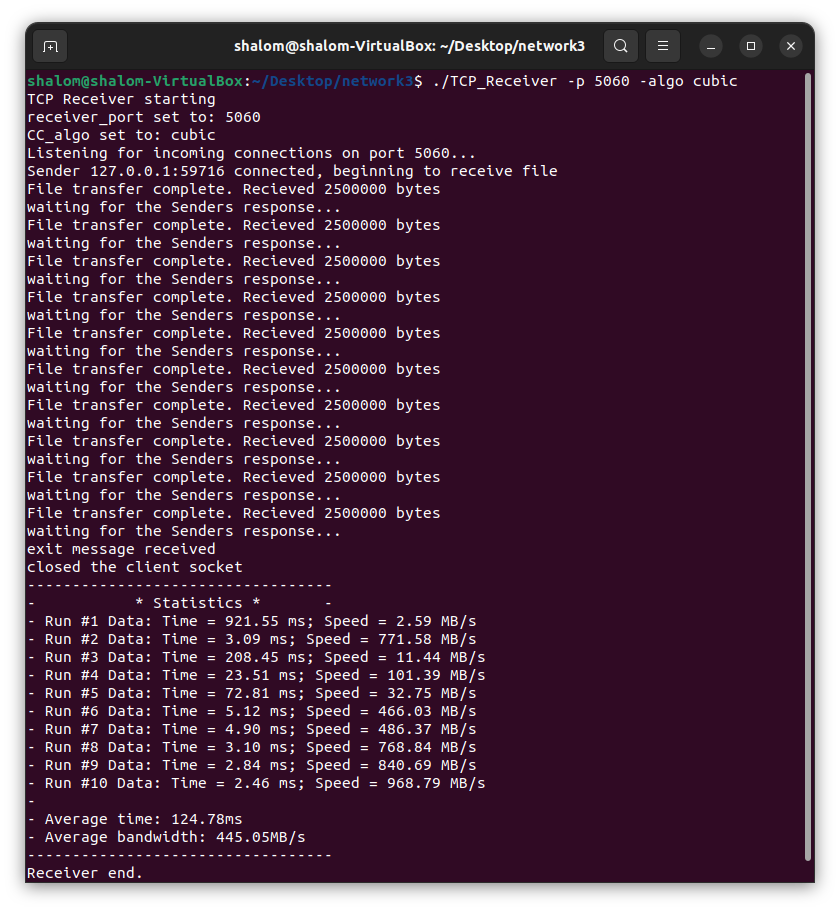 shalom@shalom-VirtualBox: ~/Desktop/network3
shalom@shalom-VirtualBox:~/Desktop/network3$ ./TCP_Receiver -p 5060 -algo cubic
TCP Receiver starting
receiver_port set to: 5060
CC_algo set to: cubic
Listening for incoming connections on port 5060...
Sender 127.0.0.1:59716 connected, beginning to receive file
File transfer complete. Recieved 2500000 bytes
waiting for the Senders response...
File transfer complete. Recieved 2500000 bytes
waiting for the Senders response...
File transfer complete. Recieved 2500000 bytes
waiting for the Senders response...
File transfer complete. Recieved 2500000 bytes
waiting for the Senders response...
File transfer complete. Recieved 2500000 bytes
waiting for the Senders response...
File transfer complete. Recieved 2500000 bytes
waiting for the Senders response...
File transfer complete. Recieved 2500000 bytes
waiting for the Senders response...
File transfer complete. Recieved 2500000 bytes
waiting for the Senders response...
File transfer complete. Recieved 2500000 bytes
waiting for the Senders response...
File transfer complete. Recieved 2500000 bytes
waiting for the Senders response...
exit message received
closed the client socket
----------------------------------
-           * Statistics *       -
- Run #1 Data: Time = 921.55 ms; Speed = 2.59 MB/s
- Run #2 Data: Time = 3.09 ms; Speed = 771.58 MB/s
- Run #3 Data: Time = 208.45 ms; Speed = 11.44 MB/s
- Run #4 Data: Time = 23.51 ms; Speed = 101.39 MB/s
- Run #5 Data: Time = 72.81 ms; Speed = 32.75 MB/s
- Run #6 Data: Time = 5.12 ms; Speed = 466.03 MB/s
- Run #7 Data: Time = 4.90 ms; Speed = 486.37 MB/s
- Run #8 Data: Time = 3.10 ms; Speed = 768.84 MB/s
- Run #9 Data: Time = 2.84 ms; Speed = 840.69 MB/s
- Run #10 Data: Time = 2.46 ms; Speed = 968.79 MB/s
-
- Average time: 124.78ms
- Average bandwidth: 445.05MB/s
----------------------------------
Receiver end.